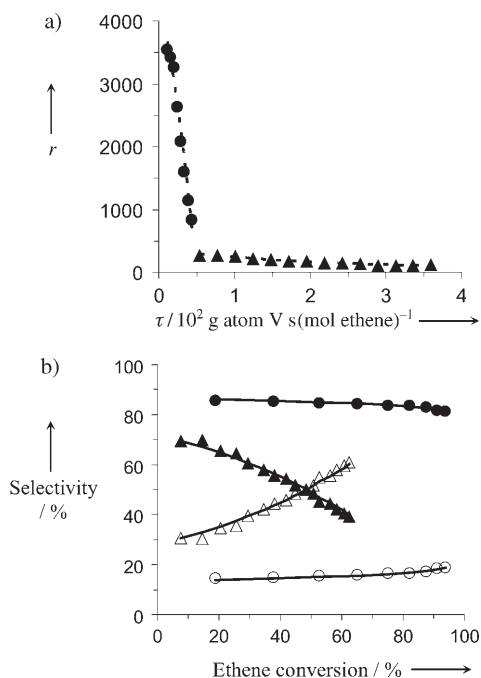 a)
4000
3000
r
2000
1000
0
0 1 2 3 4
τ / 10² g atom V s(mol ethene)⁻¹
b)
100
80
60
Selectivity
/ %
40
20
0
0 20 40 60 80 100
Ethene conversion / %